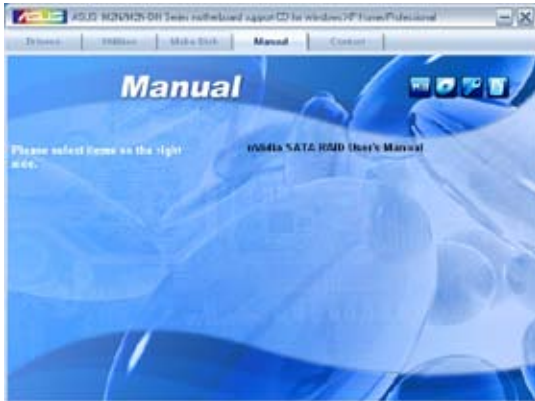 ASUS M2N/M2N-DH Series motherboard support CD for windows XP Home/Professional
Drivers Utilities Make Disk Manual Contact
Manual
Please select items on the right
side.
nVidia SATA RAID User's Manual